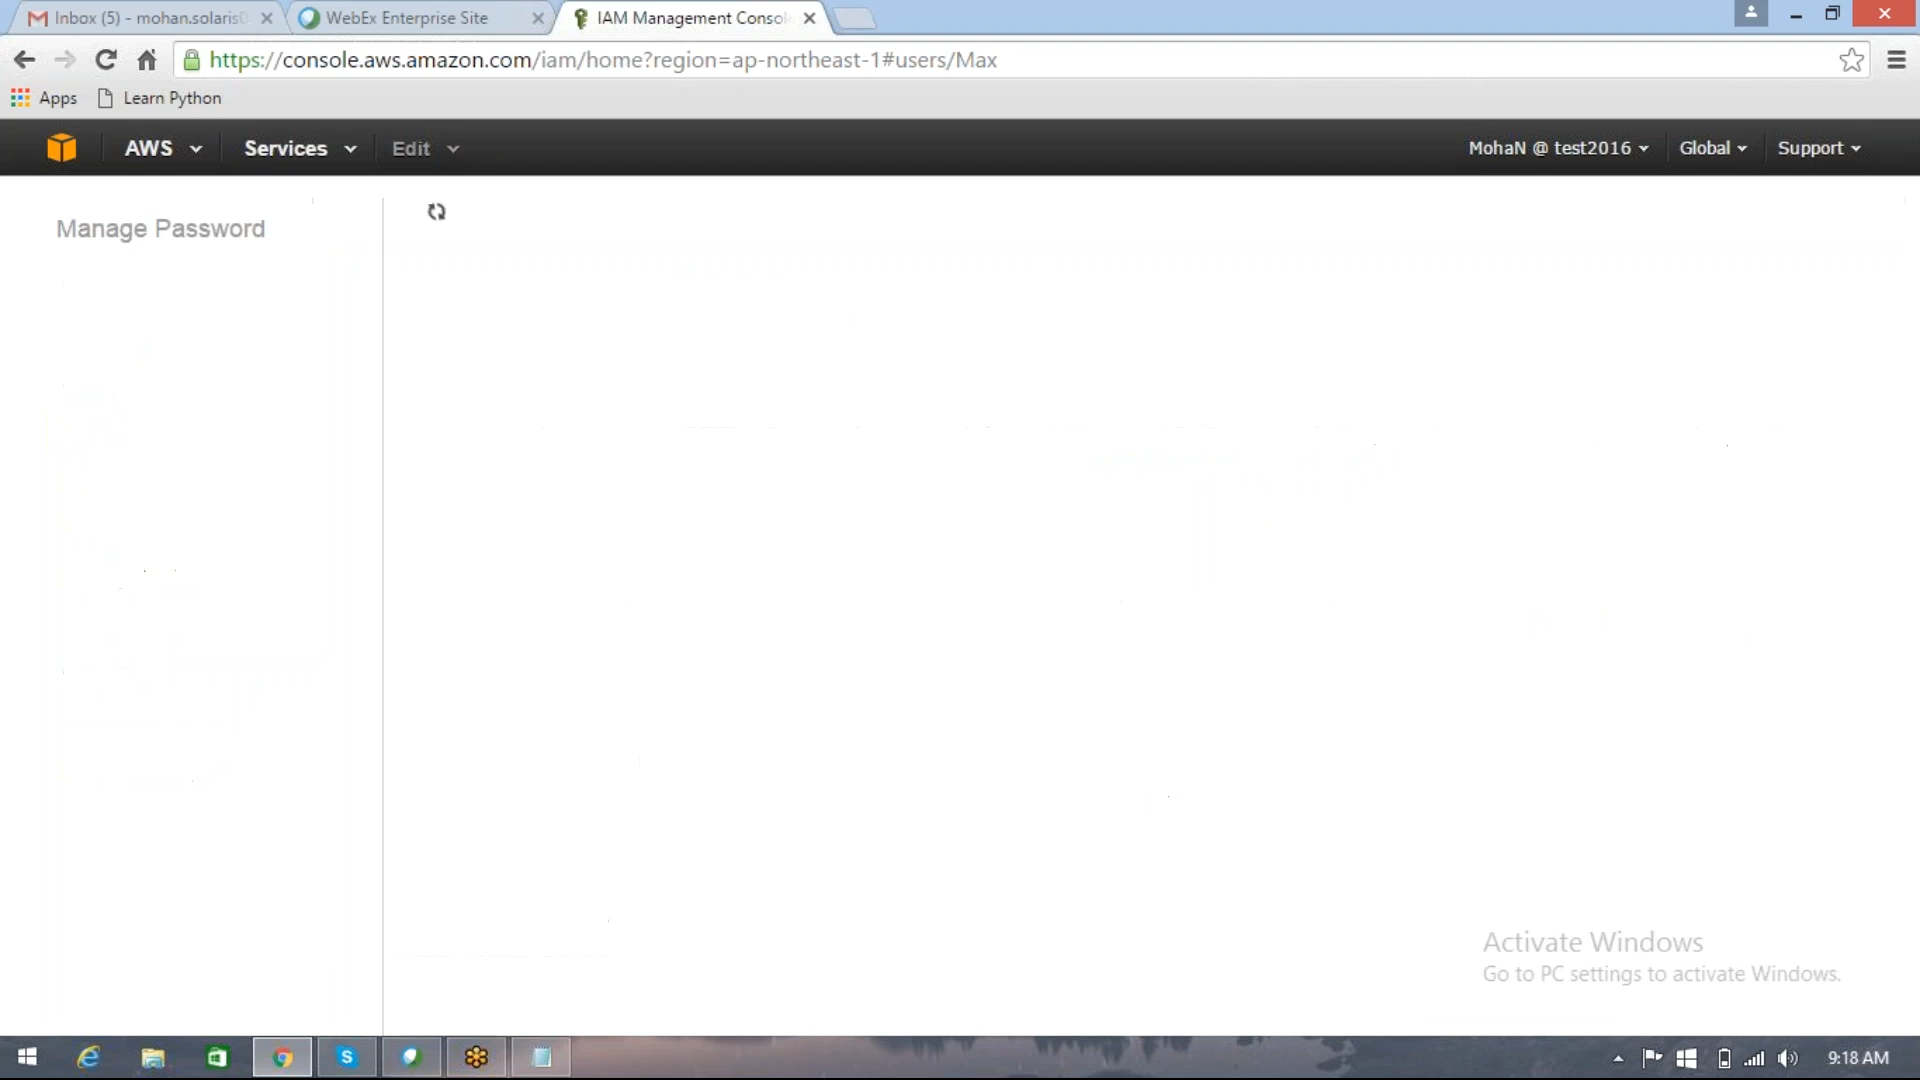 Inbox (5) - mohan.solaris
WebEx Enterprise Site
IAM Management Consol
https://console.aws.amazon.com/iam/home?region=ap-northeast-1#users/Max
Apps
Learn Python
AWS
Services
Edit
MohaN @ test2016
Global
Support
Manage Password
Activate Windows
Go to PC settings to activate Windows.
9:18 AM